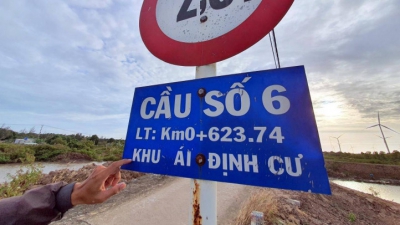 CẦU SỐ 6
LT: Km0+623.74
KHU ÁI ĐỊNH CƯ